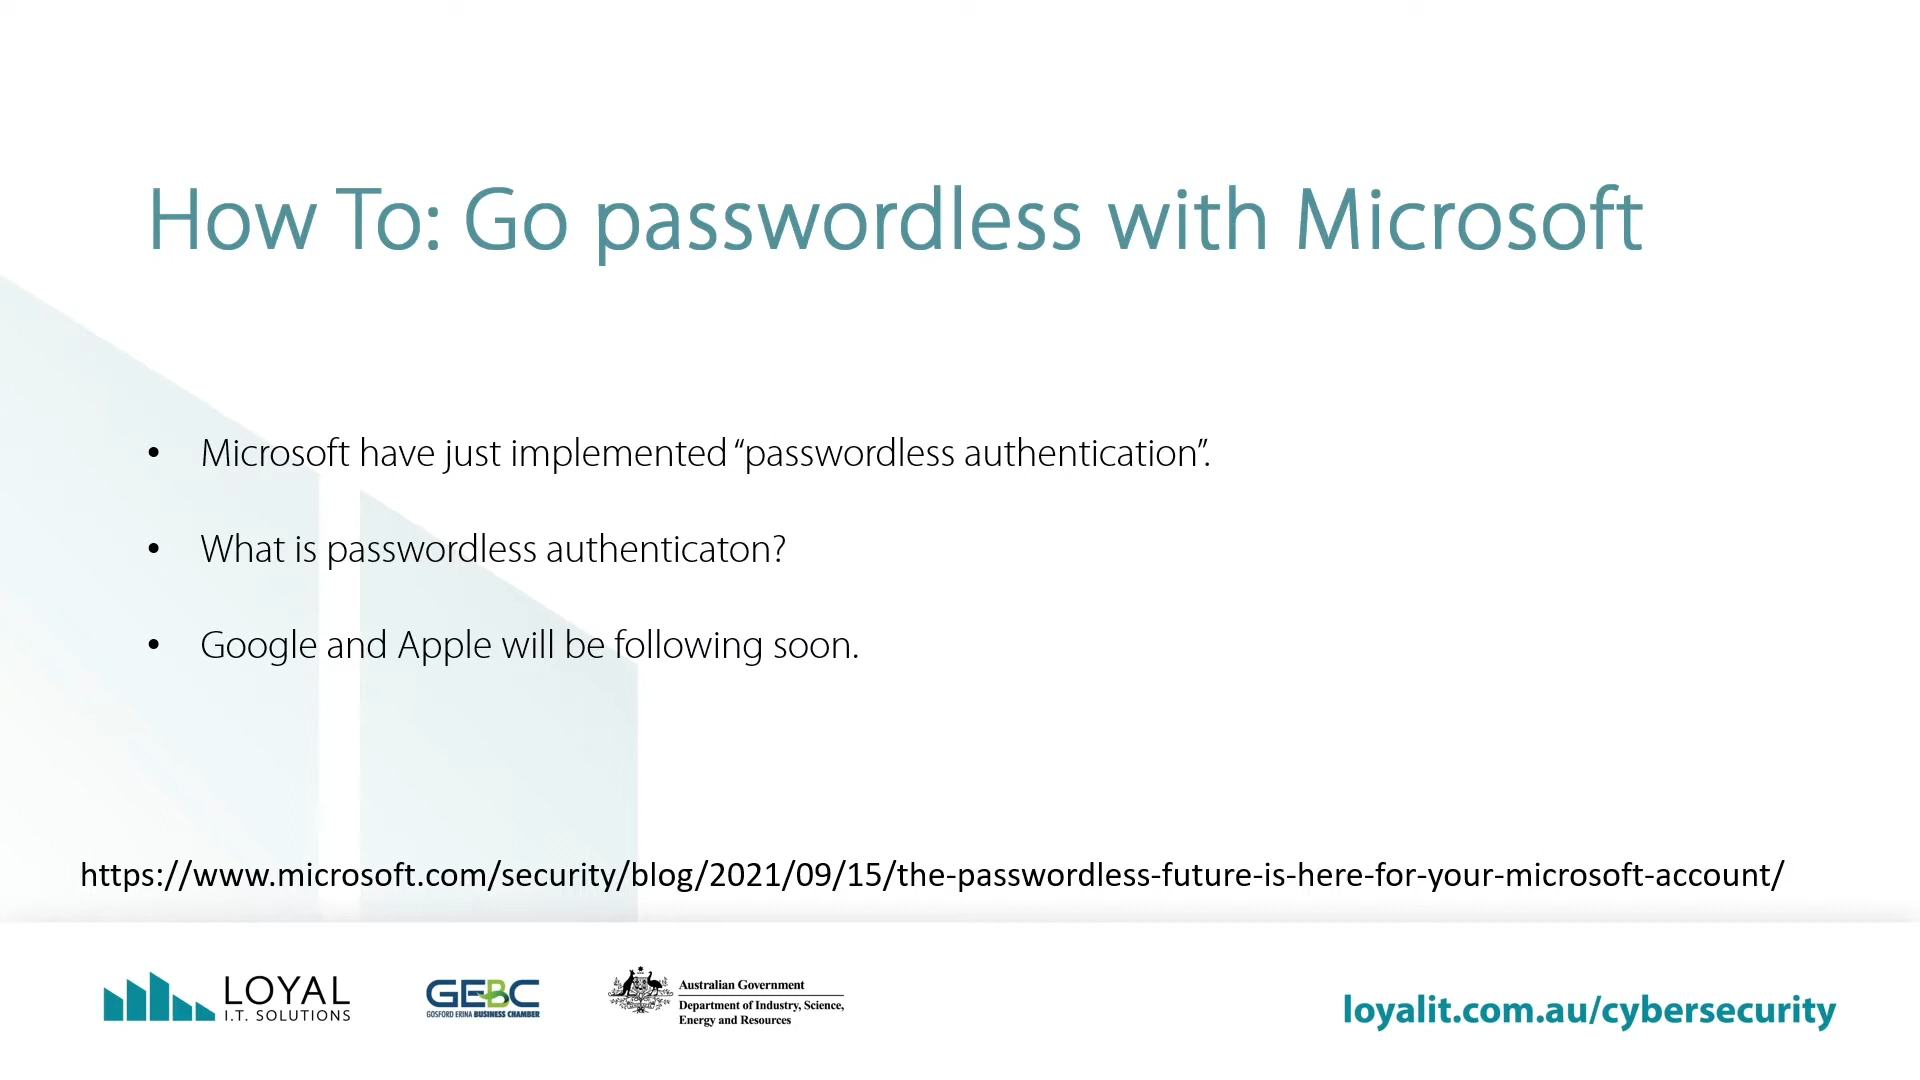 How To: Go passwordless with Microsoft
• Microsoft have just implemented “passwordless authentication”.
• What is passwordless authenticaton?
• Google and Apple will be following soon.
https://www.microsoft.com/security/blog/2021/09/15/the-passwordless-future-is-here-for-your-microsoft-account/
LOYAL
I.T. SOLUTIONS
GEBC
GOSFORD ERINA BUSINESS CHAMBER
Australian Government
Department of Industry, Science,
Energy and Resources
loyalit.com.au/cybersecurity